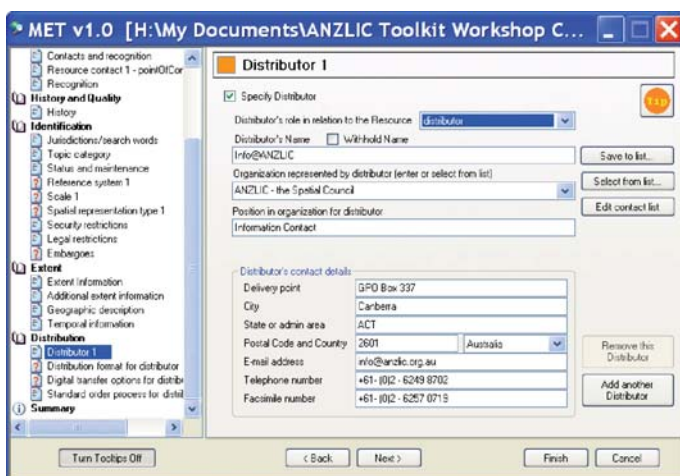 MET v1.0 [H:\My Documents\ANZLIC Toolkit Workshop C...
Contacts and recognition
Resource contact 1 - pointOfCor
Recognition
History and Quality
History
Identification
Jurisdictions/search words
Topic category
Status and maintenance
Reference system 1
Scale 1
Spatial representation type 1
Security restrictions
Legal restrictions
Embargoes
Extent
Extent Information
Additional extent information
Geographic description
Temporal information
Distribution
Distributor 1
Distribution format for distributor
Digital transfer options for distrib
Standard order process for distri
Summary
Turn Tooltips Off
Distributor 1
Specify Distributor
Tip
Distributor's role in relation to the Resource distributor
Distributor's Name Withhold Name
Info@ANZLIC Save to list...
Organization represented by distributor (enter or select from list) Select from list...
ANZLIC - the Spatial Council
Position in organization for distributor Edit contact list
Information Contact
Distributor's contact details
Delivery point GPO Box 337
City Canberra
State or admin area ACT
Postal Code and Country 2601 Australia
E-mail address info@anzlic.org.au
Telephone number +61- (0)2 - 6249 8702
Facsimile number +61- (0)2 - 6257 0719
Remove this
Distributor
Add another
Distributor
< Back Next > Finish Cancel